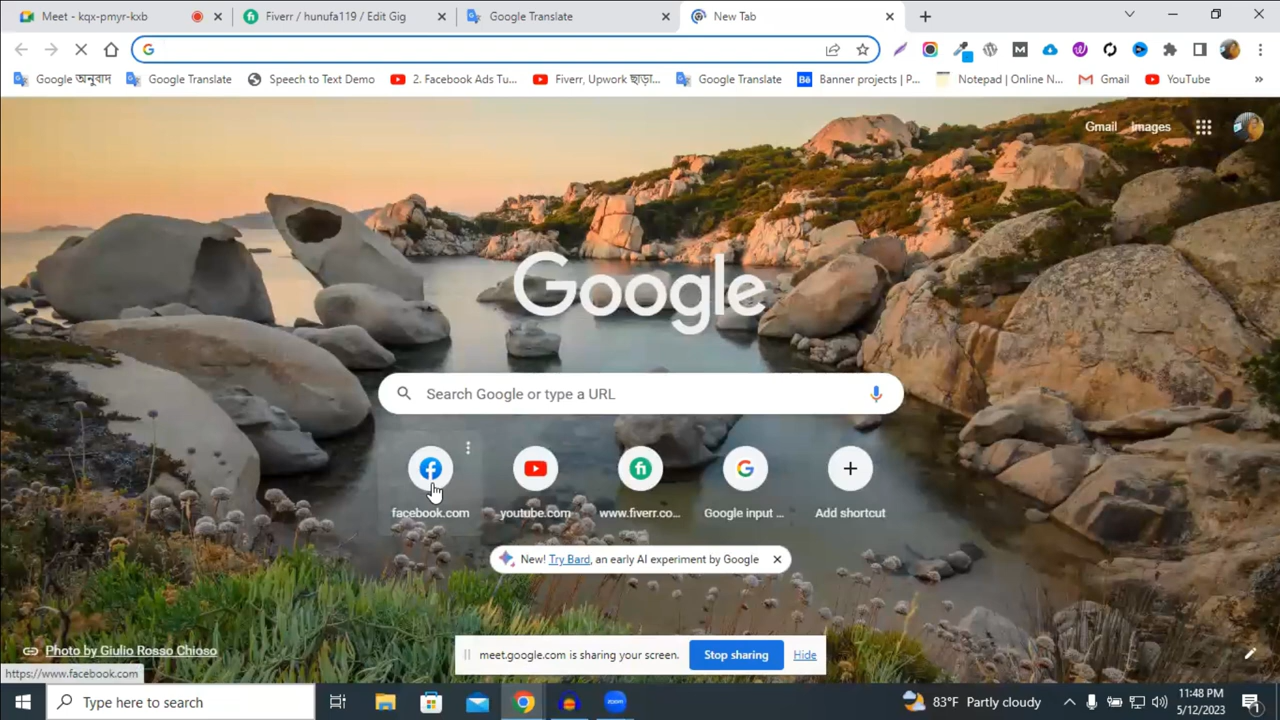 Meet - kqx-pmyr-kxb
Fiverr / hunufa119 / Edit Gig
Google Translate
New Tab
Google অনুবাদ
Google Translate
Speech to Text Demo
2. Facebook Ads Tu...
Fiverr, Upwork ছাড়া...
Google Translate
Bē
Banner projects | P...
Notepad | Online N...
Gmail
YouTube
»
Gmail
Images
Google
Search Google or type a URL
facebook.com
youtube.com
www.fiverr.co...
Google input ...
Add shortcut
New! Try Bard, an early AI experiment by Google
Photo by Giulio Rosso Chioso
meet.google.com is sharing your screen.
Stop sharing
Hide
https://www.facebook.com
Type here to search
zoom
83°F Partly cloudy
11:48 PM
5/12/2023
1